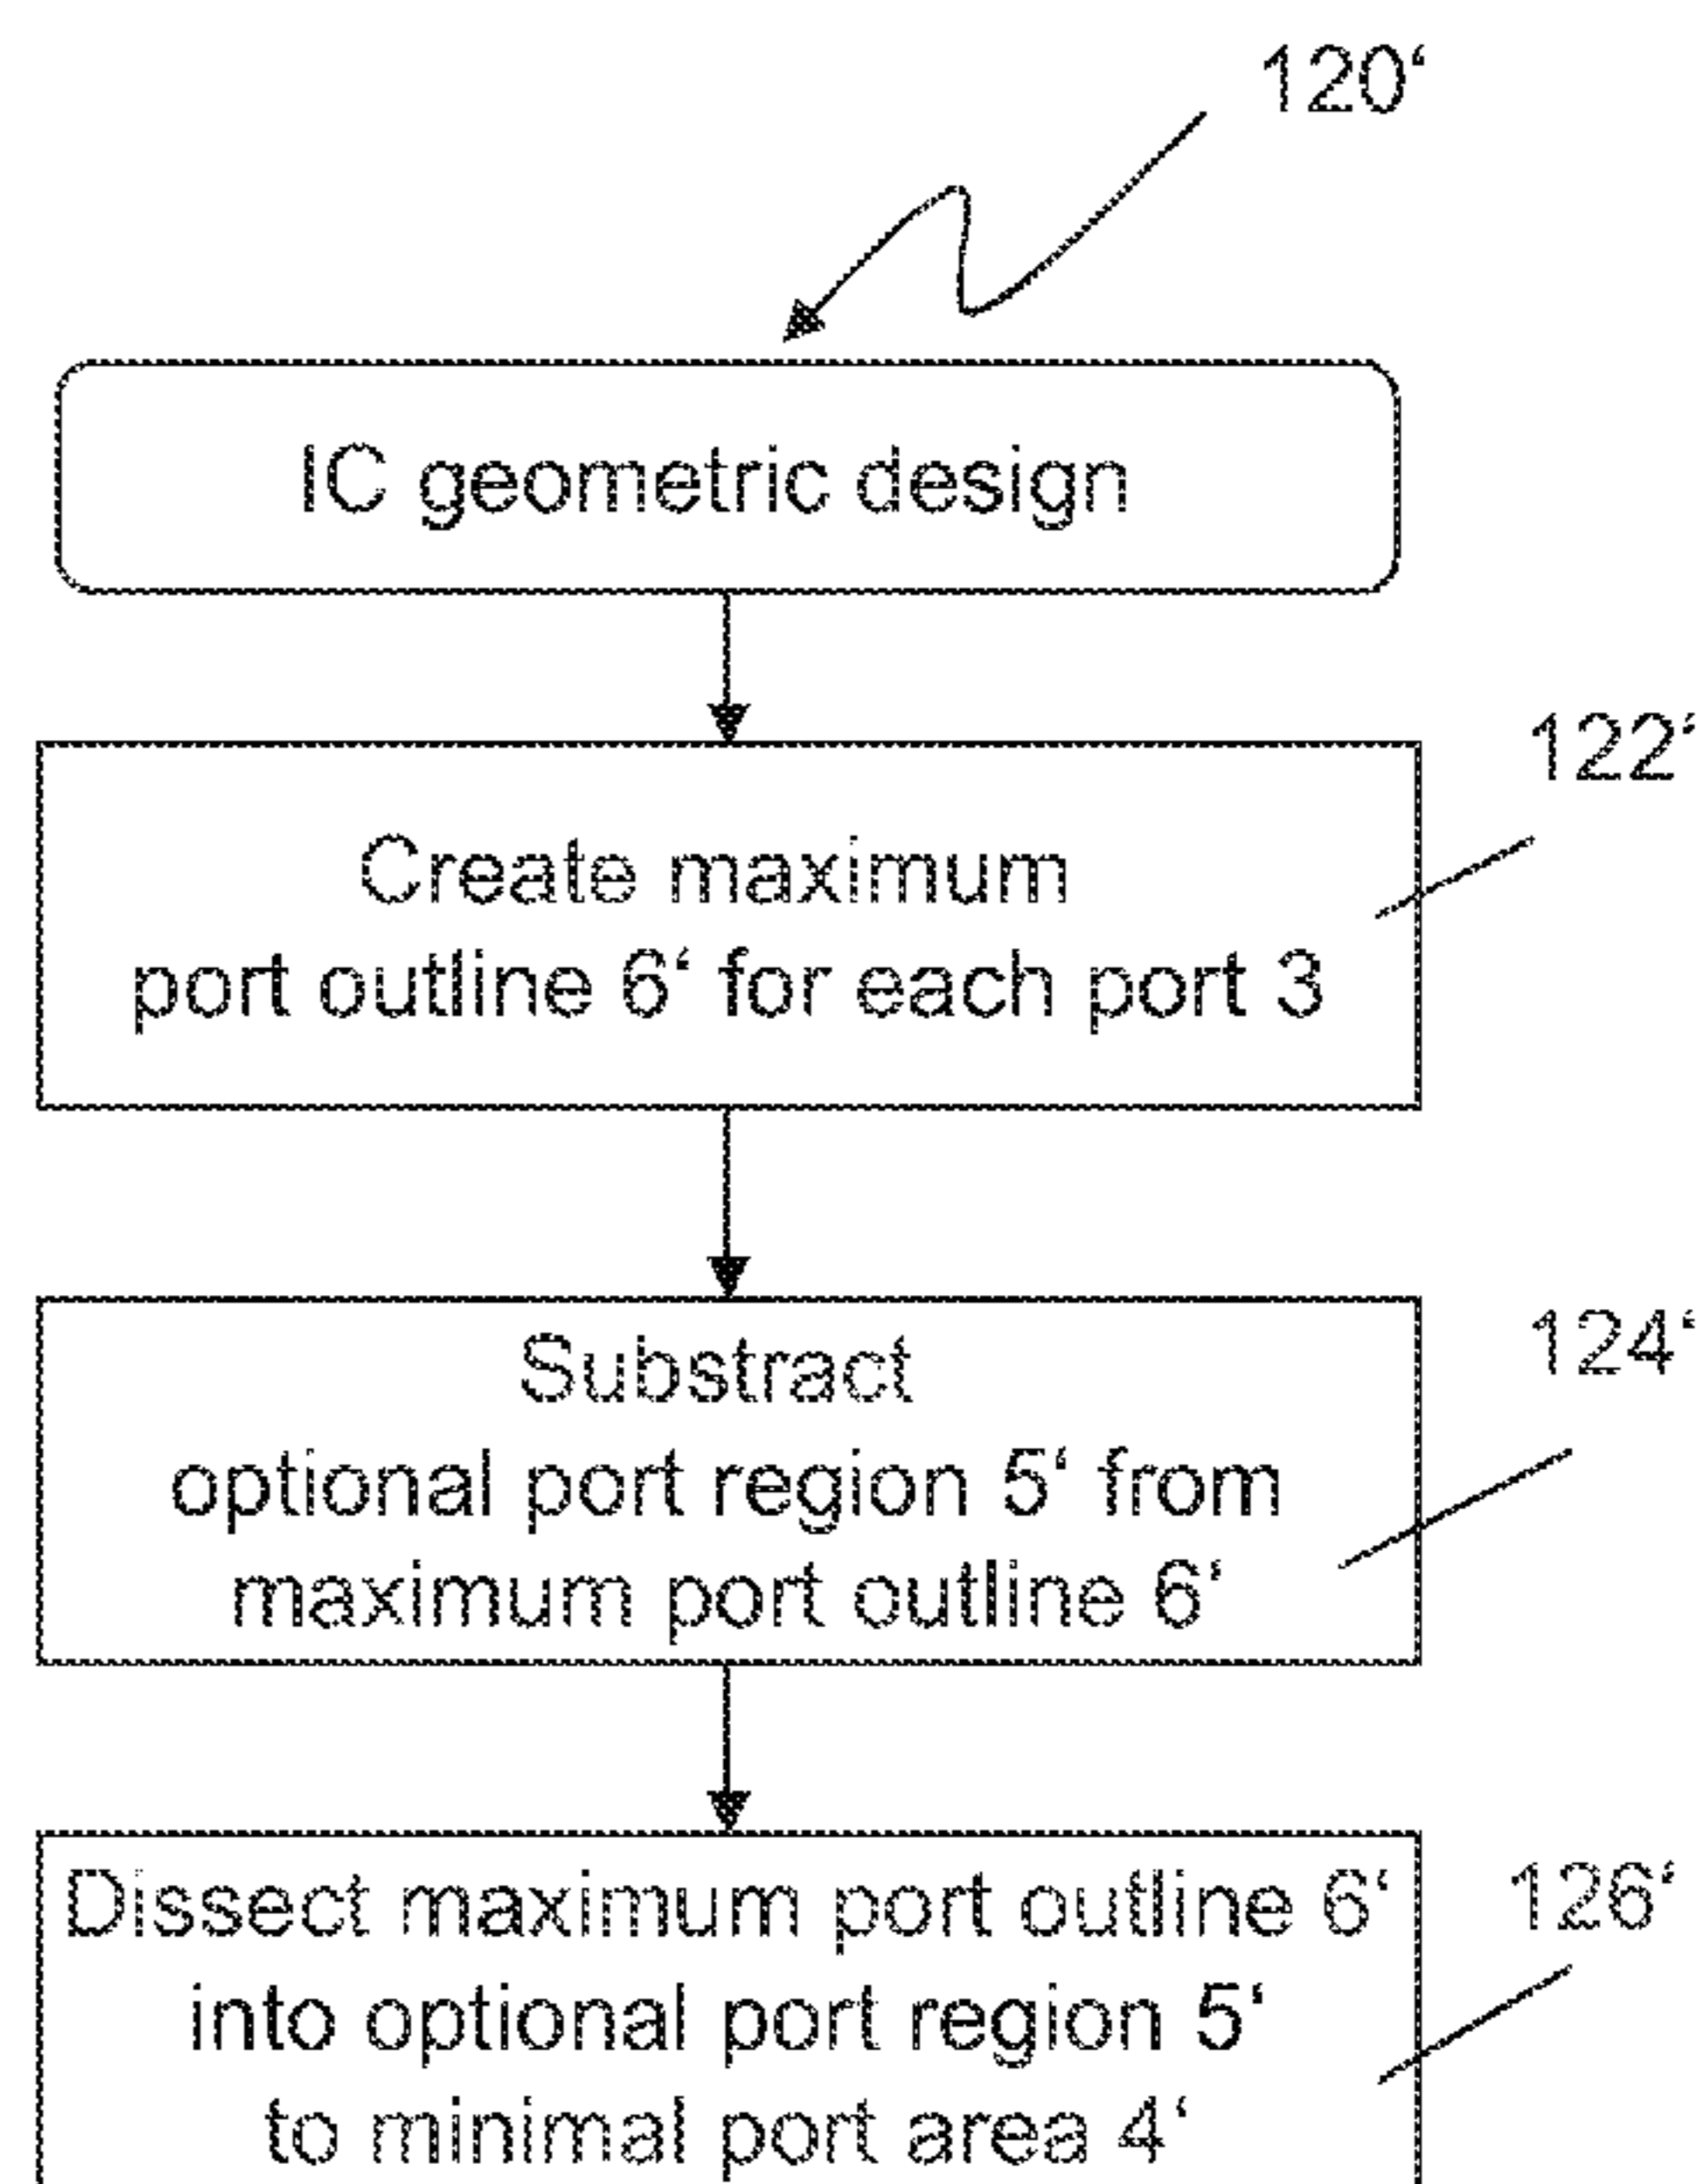 120‘
IC geometric design
122‘
Create maximum
port outline 6‘ for each port 3
124‘
Substract
optional port region 5‘ from
maximum port outline 6‘
126‘
Dissect maximum port outline 6‘
into optional port region 5‘
to minimal port area 4‘